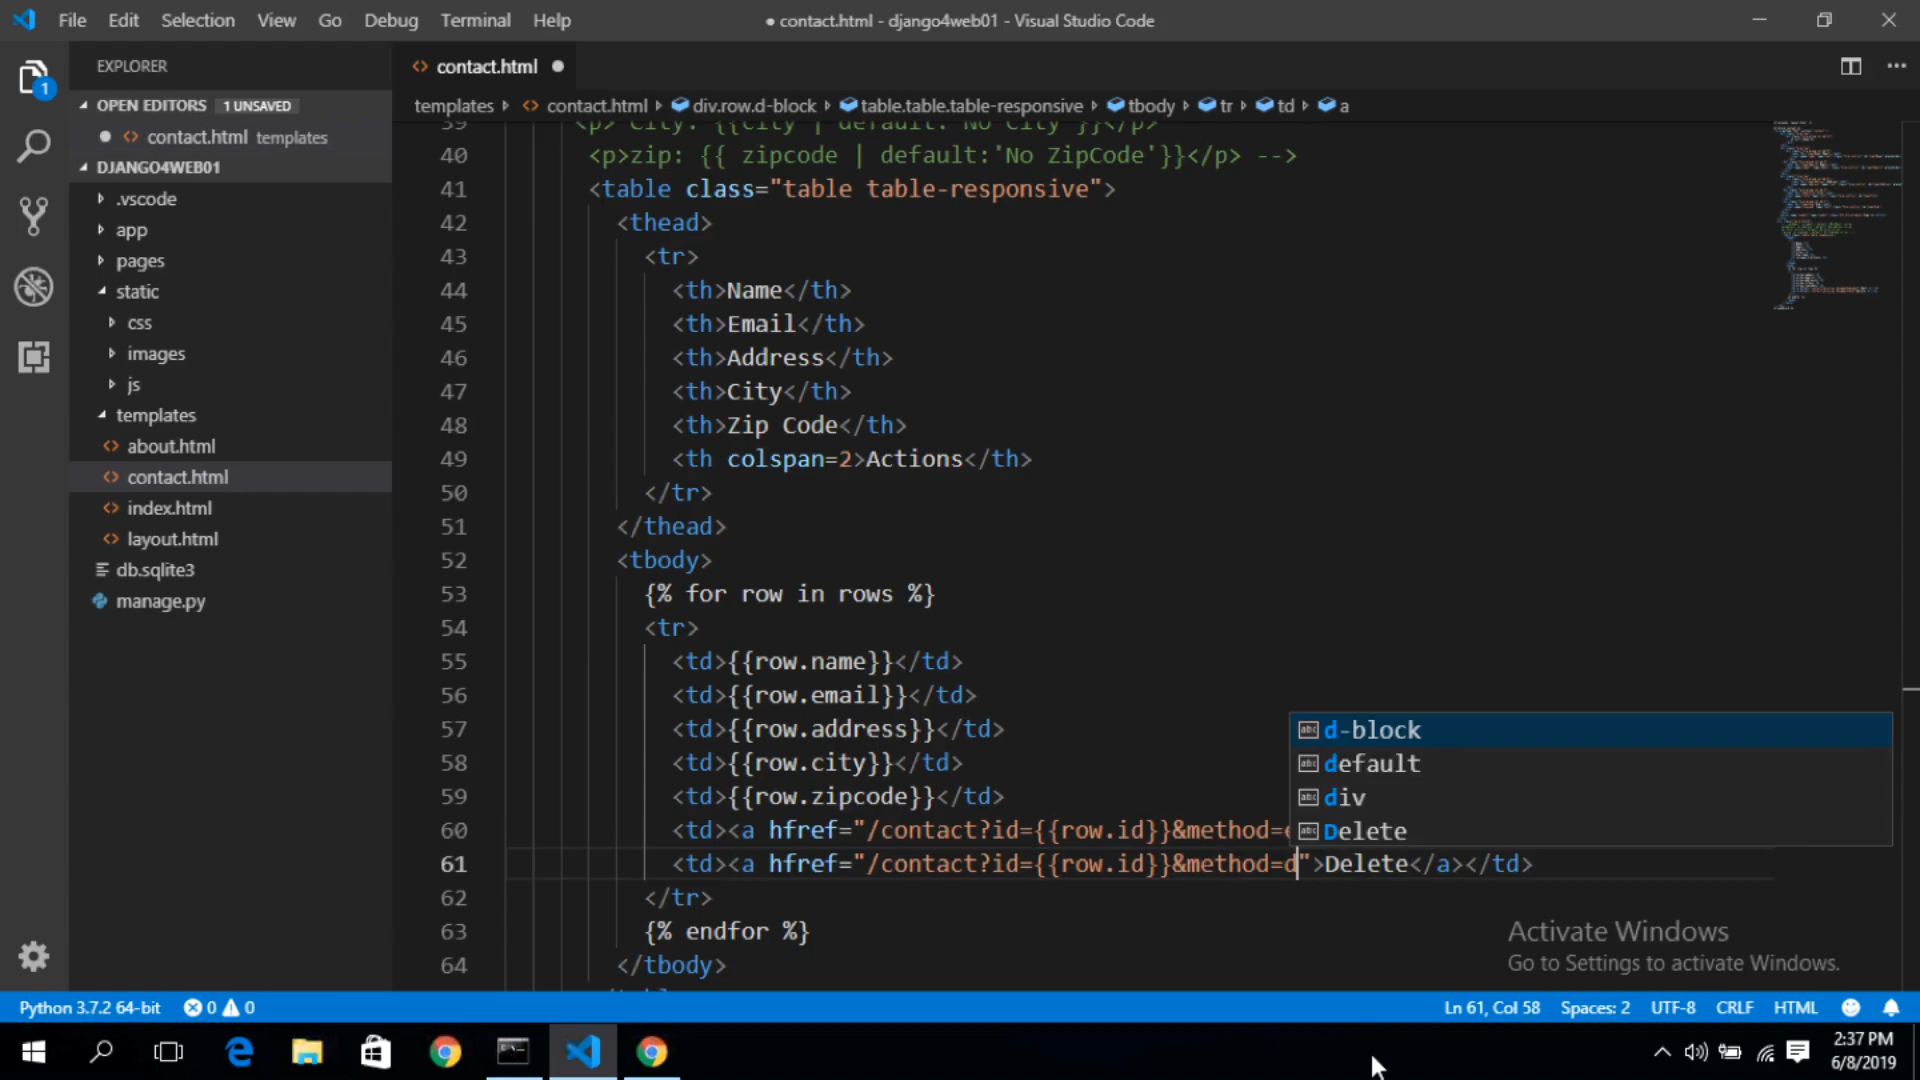 File Edit Selection View Go Debug Terminal Help
● contact.html - django4web01 - Visual Studio Code
EXPLORER
OPEN EDITORS 1 UNSAVED
contact.html templates
DJANGO4WEB01
.vscode
app
pages
static
css
images
js
templates
about.html
contact.html
index.html
layout.html
db.sqlite3
manage.py
1
contact.html
templates contact.html div.row.d-block table.table.table-responsive tbody tr td a
39 <p> City: {{city | default:'No City'}}</p>
40 <p>zip: {{ zipcode | default:'No ZipCode'}}</p> -->
41 <table class="table table-responsive">
42 <thead>
43 <tr>
44 <th>Name</th>
45 <th>Email</th>
46 <th>Address</th>
47 <th>City</th>
48 <th>Zip Code</th>
49 <th colspan=2>Actions</th>
50 </tr>
51 </thead>
52 <tbody>
53 {% for row in rows %}
54 <tr>
55 <td>{{row.name}}</td>
56 <td>{{row.email}}</td>
57 <td>{{row.address}}</td>
58 <td>{{row.city}}</td>
59 <td>{{row.zipcode}}</td>
60 <td><a hfref="/contact?id={{row.id}}&method=e
61 <td><a hfref="/contact?id={{row.id}}&method=d">Delete</a></td>
62 </tr>
63 {% endfor %}
64 </tbody>
d-block
default
div
Delete
Activate Windows
Go to Settings to activate Windows.
Python 3.7.2 64-bit 0 0
Ln 61, Col 58 Spaces: 2 UTF-8 CRLF HTML
2:37 PM
6/8/2019